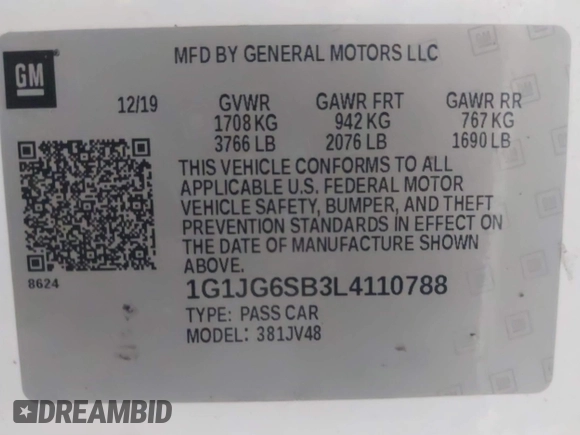 GM
MFD BY GENERAL MOTORS LLC
12/19 GVWR GAWR FRT GAWR RR
1708 KG 942 KG 767 KG
3766 LB 2076 LB 1690 LB
THIS VEHICLE CONFORMS TO ALL
APPLICABLE U.S. FEDERAL MOTOR
VEHICLE SAFETY, BUMPER, AND THEFT
PREVENTION STANDARDS IN EFFECT ON
THE DATE OF MANUFACTURE SHOWN
ABOVE.
8624
1G1JG6SB3L4110788
TYPE: PASS CAR
MODEL: 381JV48
DREAMBID